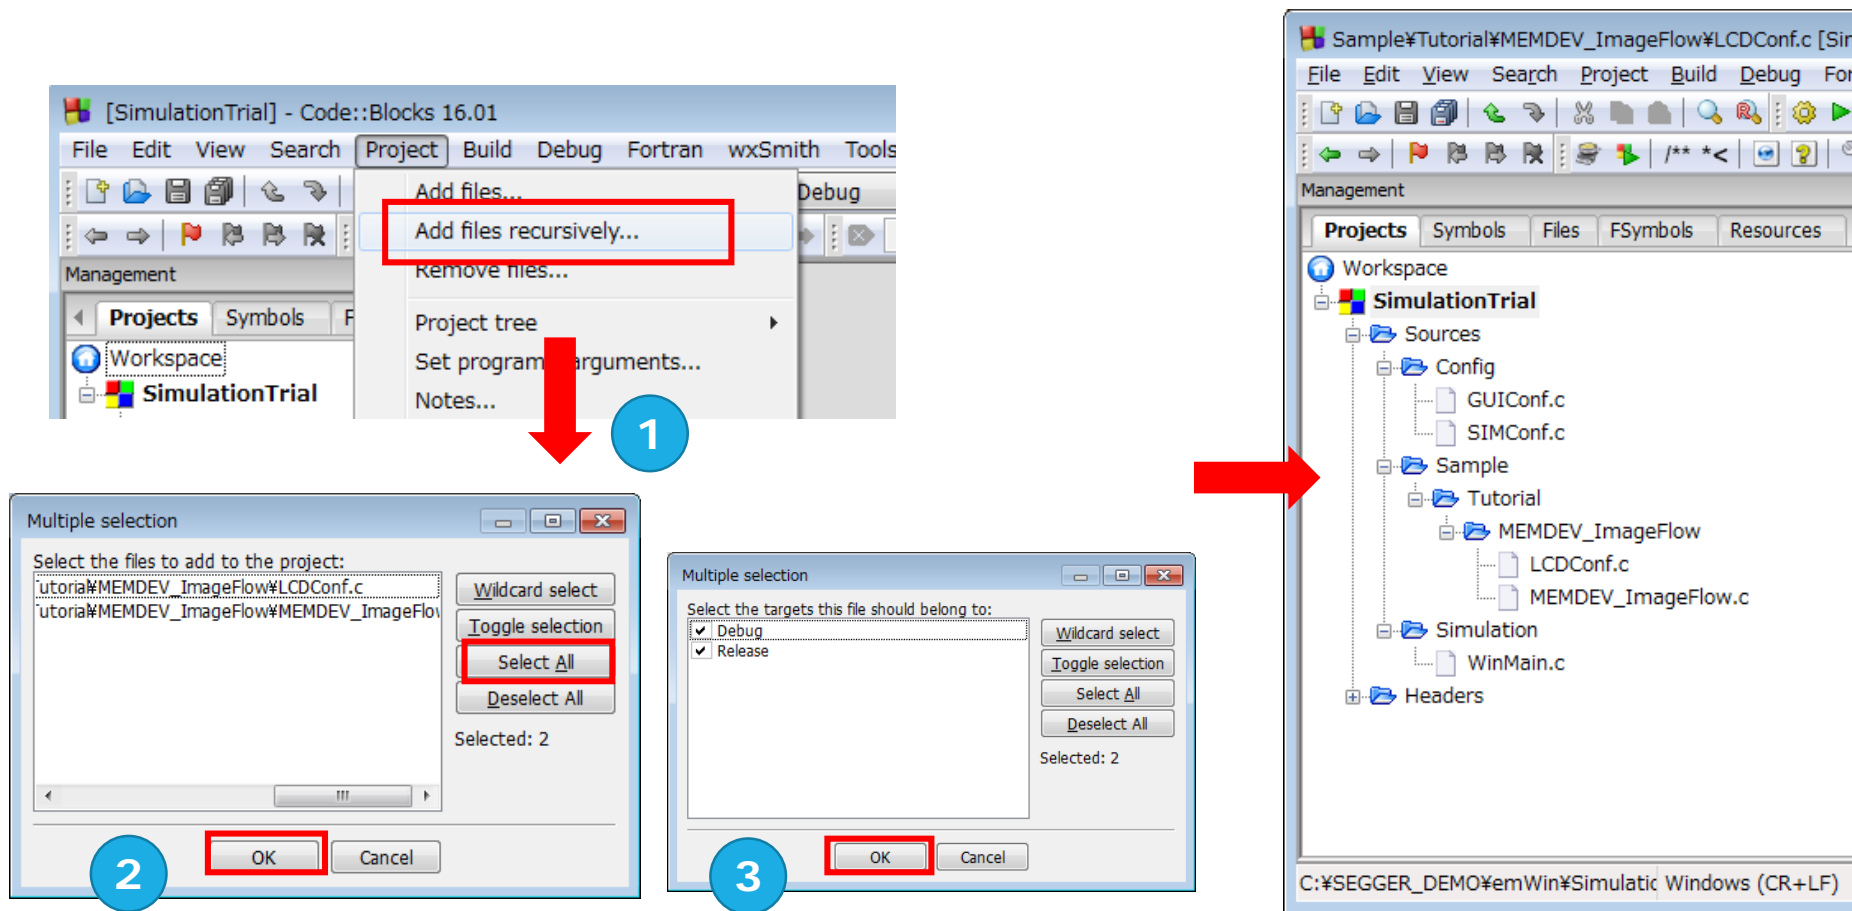 [SimulationTrial] - Code::Blocks 16.01
File Edit View Search Project Build Debug Fortran wxSmith Tools
Add files...
Debug
Add files recursively...
Remove files...
Management
Projects Symbols F
Project tree
Workspace
Set program arguments...
SimulationTrial
Notes...
1
Multiple selection
Select the files to add to the project:
utorial¥MEMDEV_ImageFlow¥LCDConf.c
utorial¥MEMDEV_ImageFlow¥MEMDEV_ImageFlow
Wildcard select
Toggle selection
Select All
Deselect All
Selected: 2
OK
Cancel
2
Multiple selection
Select the targets this file should belong to:
Debug
Release
Wildcard select
Toggle selection
Select All
Deselect All
Selected: 2
OK
Cancel
3
Sample¥Tutorial¥MEMDEV_ImageFlow¥LCDConf.c [Sim
File Edit View Search Project Build Debug For
/** *<
Management
Projects Symbols Files FSymbols Resources
Workspace
SimulationTrial
Sources
Config
GUIConf.c
SIMConf.c
Sample
Tutorial
MEMDEV_ImageFlow
LCDConf.c
MEMDEV_ImageFlow.c
Simulation
WinMain.c
Headers
C:¥SEGGER_DEMO¥emWin¥Simulatic Windows (CR+LF)